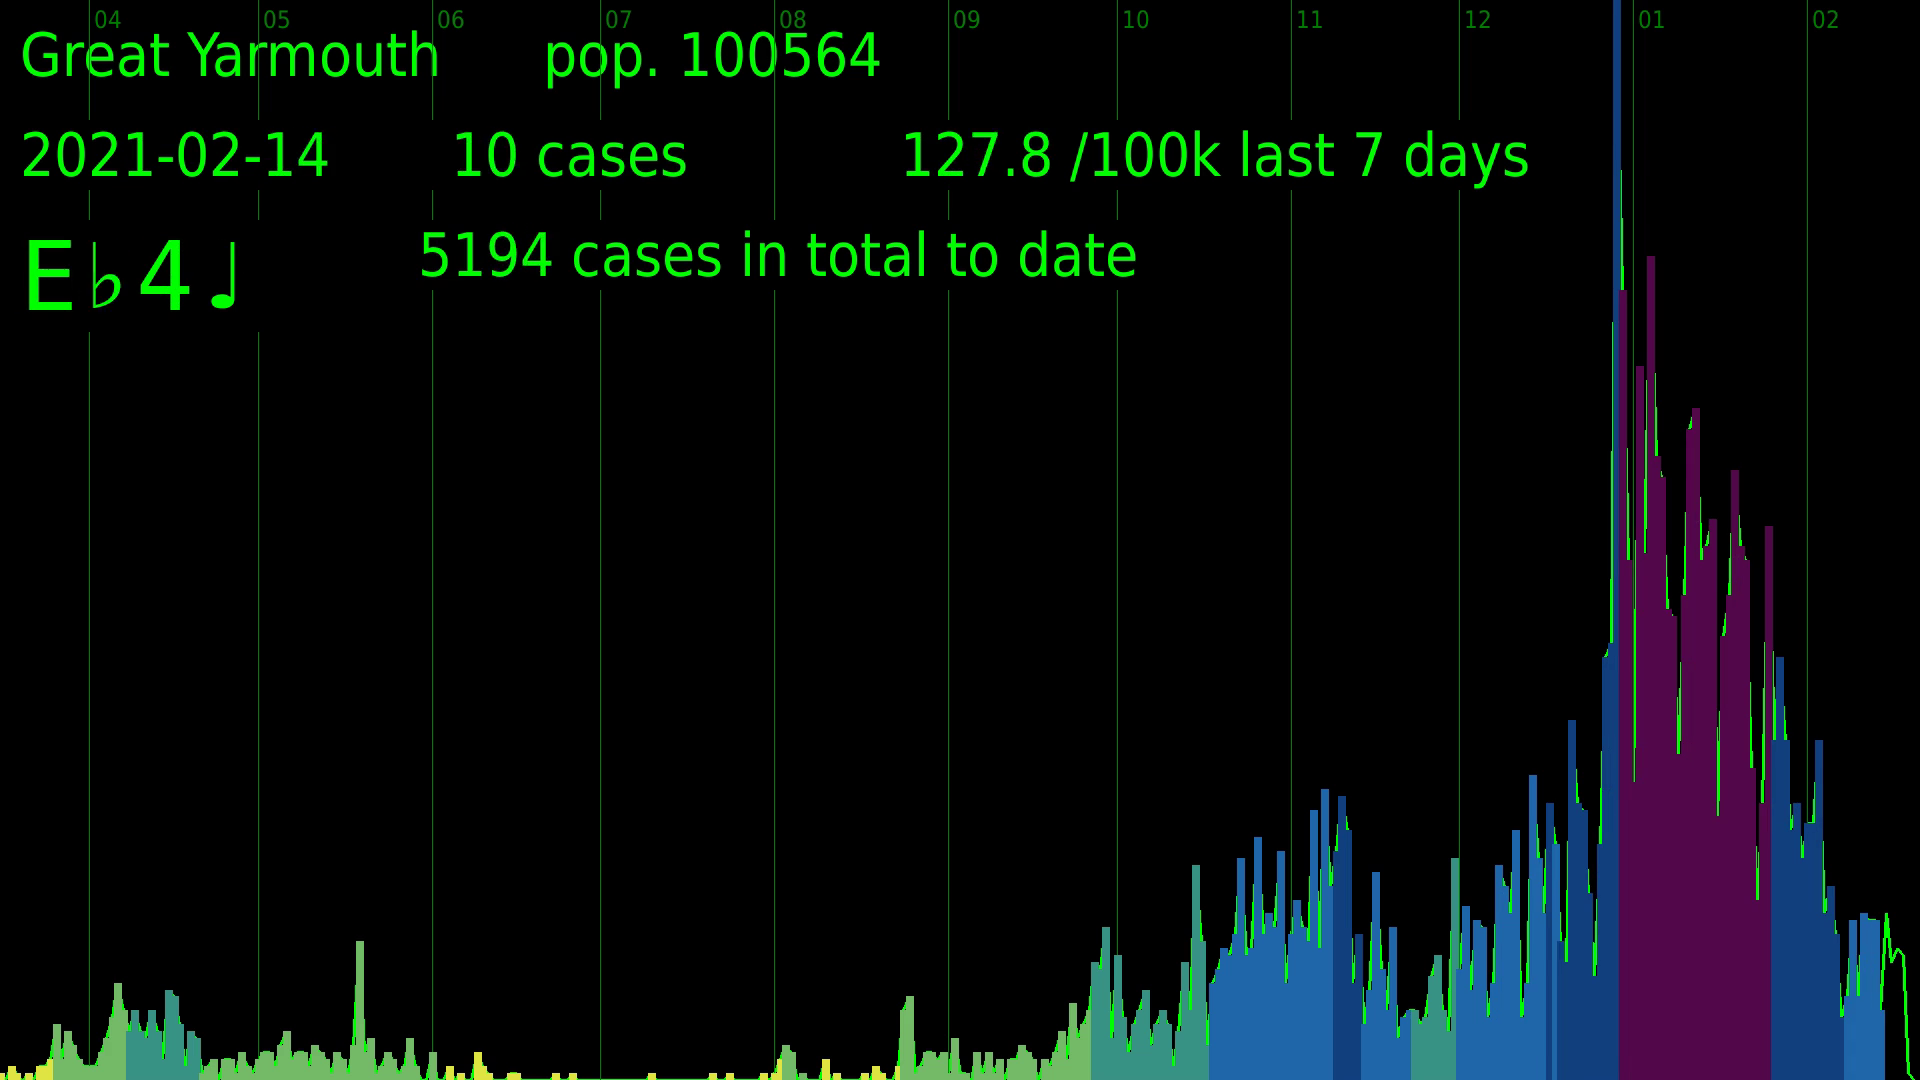 04 05 06 07 08 09 10 11 12 01 02
Great Yarmouth pop. 100564
2021-02-14 10 cases 127.8 /100k last 7 days
E♭4♩ 5194 cases in total to date